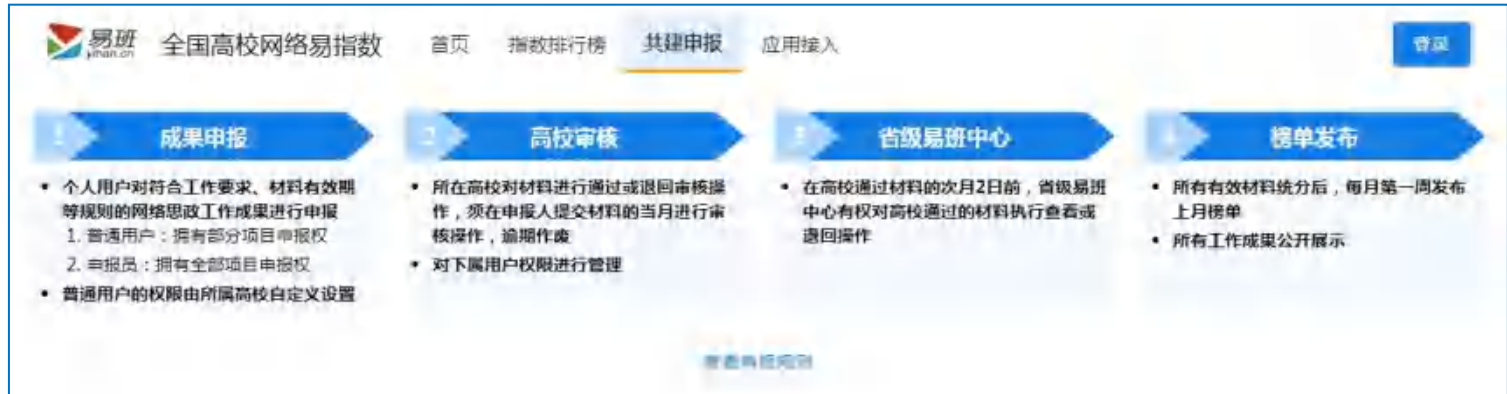 易班
yiban.cn
全国高校网络易指数
首页
指数排行榜
共建申报
应用接入
登录
1
成果申报
• 个人用户对符合工作要求、材料有效期
等规则的网络思政工作成果进行申报
1. 普通用户：拥有部分项目申报权
2. 申报员：拥有全部项目申报权
• 普通用户的权限由所属高校自定义设置
2
高校审核
• 所在高校对材料进行通过或退回审核操
作，须在申报人提交材料的当月进行审
核操作，逾期作废
• 对下属用户权限进行管理
3
省级易班中心
• 在高校通过材料的次月2日前，省级易班
中心有权对高校通过的材料执行查看或
退回操作
4
榜单发布
• 所有有效材料统分后，每月第一周发布
上月榜单
• 所有工作成果公开展示
查看申报规则